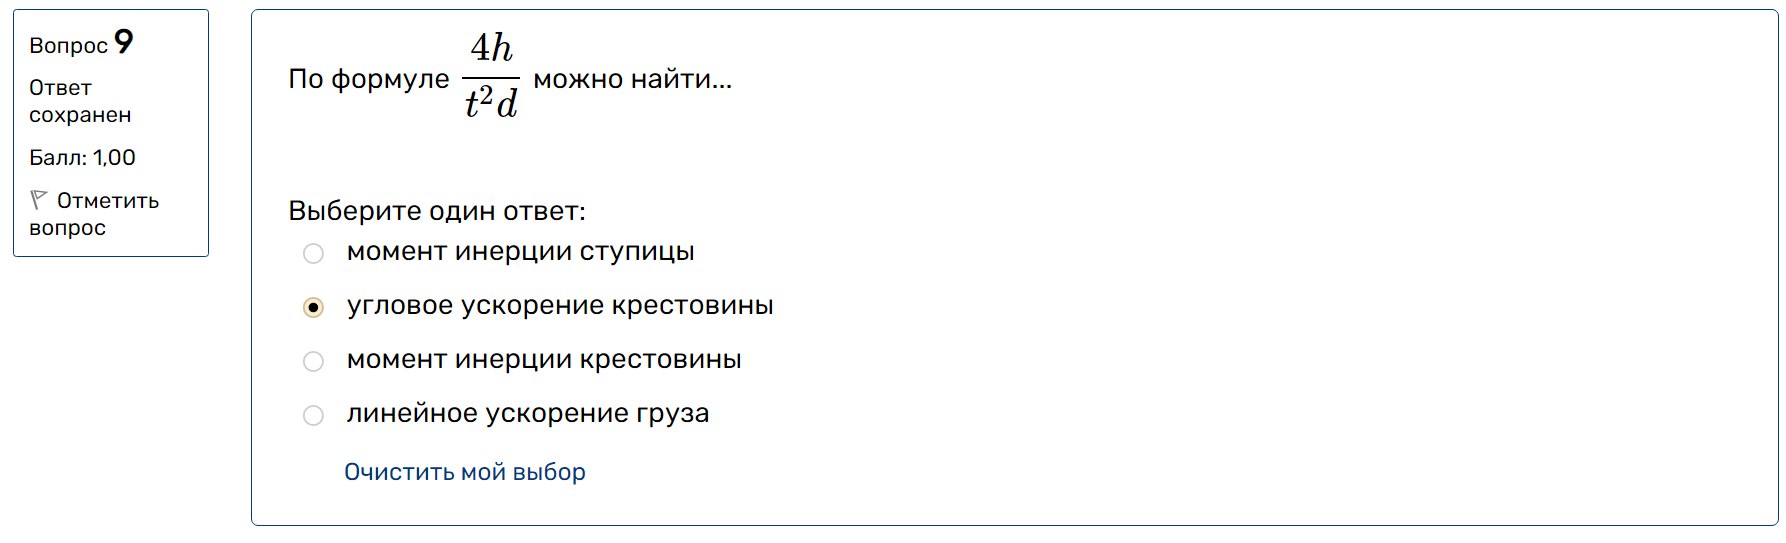 Вопрос 9
Ответ
сохранен
Балл: 1,00
Отметить
вопрос
По формуле \frac{4h}{t^2 d} можно найти...
Выберите один ответ:
момент инерции ступицы
угловое ускорение крестовины
момент инерции крестовины
линейное ускорение груза
Очистить мой выбор